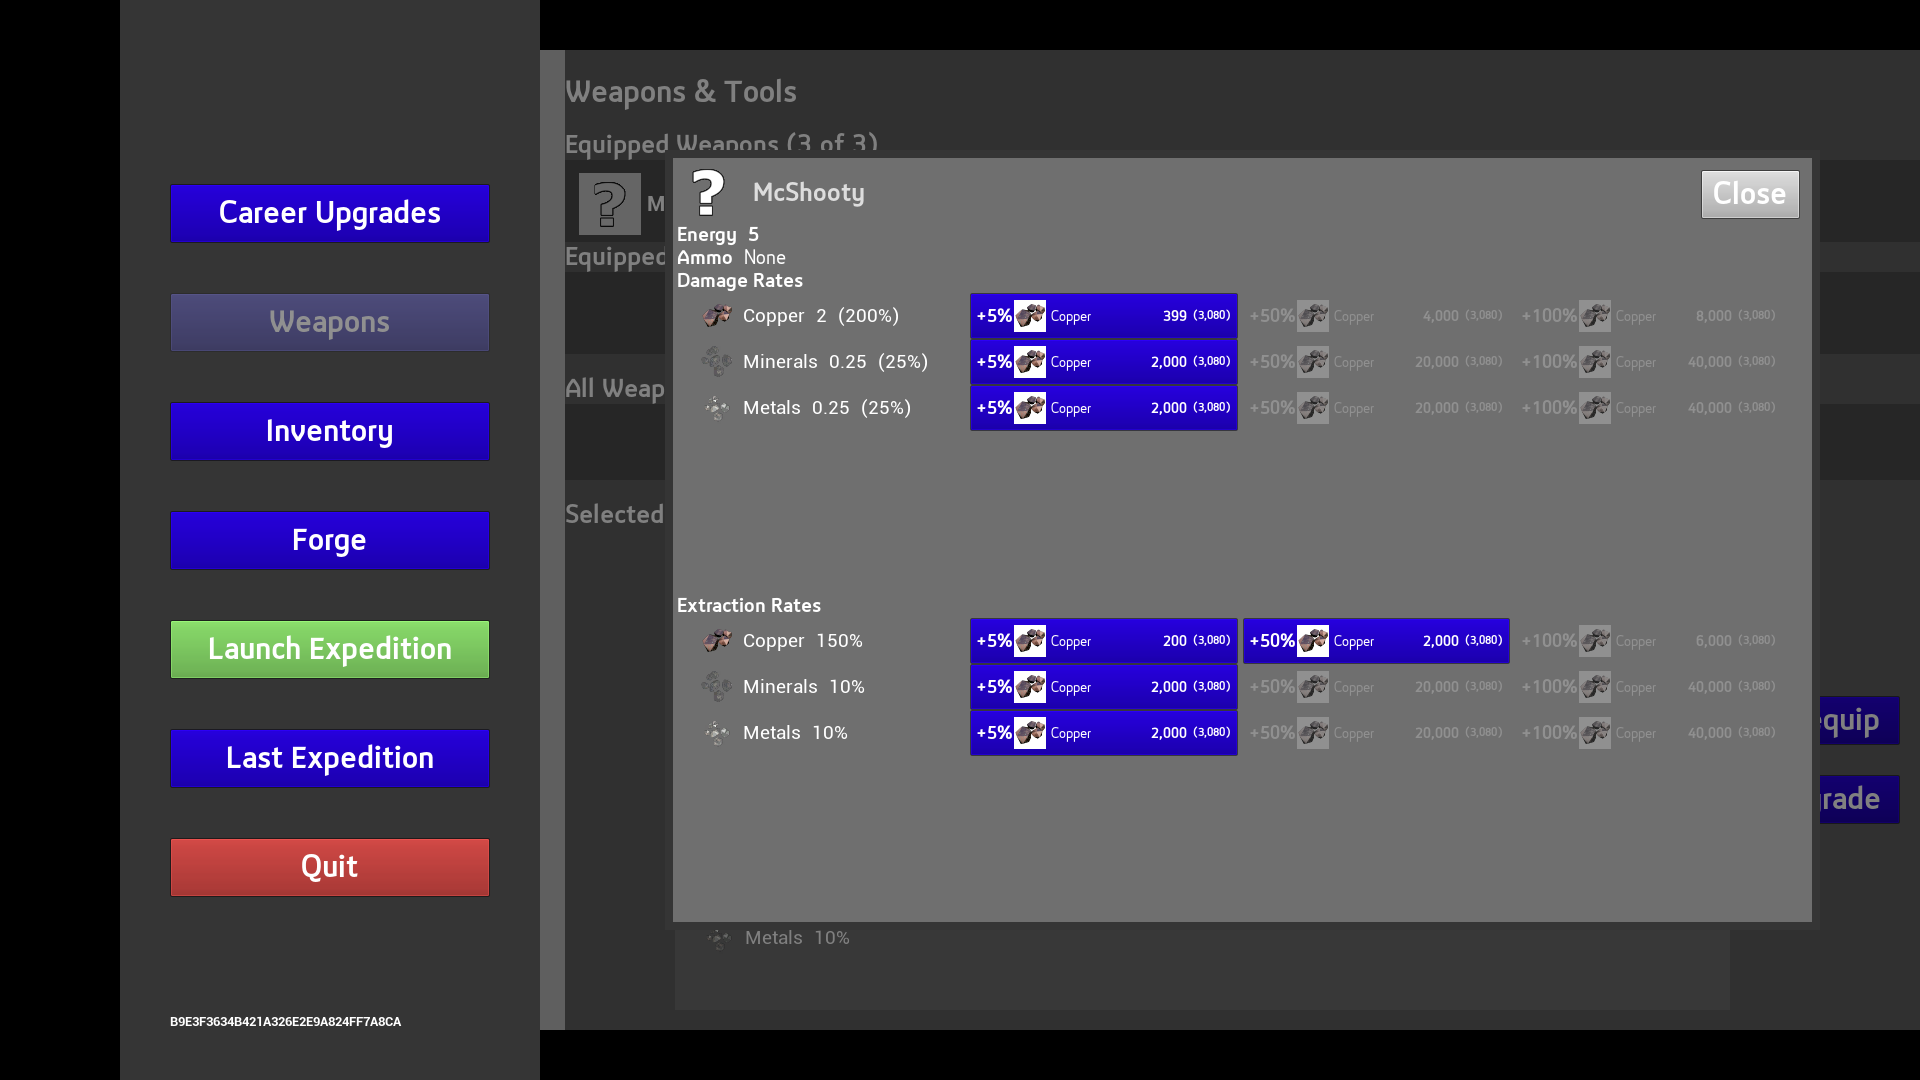 Career Upgrades
Weapons
Inventory
Forge
Launch Expedition
Last Expedition
Quit
B9E3F3634B421A326E2E9A824FF7A8CA
Weapons & Tools
Equipped Weapons (3 of 3)
M
Equipped
All Weap
Selected
McShooty
Close
Energy 5
Ammo None
Damage Rates
Copper 2 (200%) +5% Copper 399 (3,080) +50% Copper 4,000 (3,080) +100% Copper 8,000 (3,080)
Minerals 0.25 (25%) +5% Copper 2,000 (3,080) +50% Copper 20,000 (3,080) +100% Copper 40,000 (3,080)
Metals 0.25 (25%) +5% Copper 2,000 (3,080) +50% Copper 20,000 (3,080) +100% Copper 40,000 (3,080)
Extraction Rates
Copper 150% +5% Copper 200 (3,080) +50% Copper 2,000 (3,080) +100% Copper 6,000 (3,080)
Minerals 10% +5% Copper 2,000 (3,080) +50% Copper 20,000 (3,080) +100% Copper 40,000 (3,080)
Metals 10% +5% Copper 2,000 (3,080) +50% Copper 20,000 (3,080) +100% Copper 40,000 (3,080)
equip
grade
Metals 10%